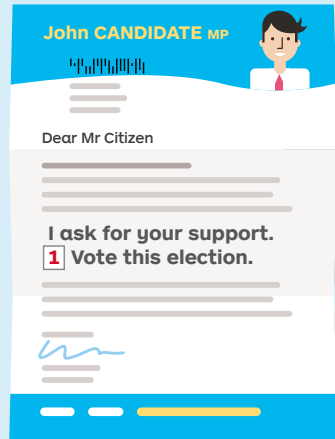 John CANDIDATE MP
Dear Mr Citizen
I ask for your support.
1 Vote this election.